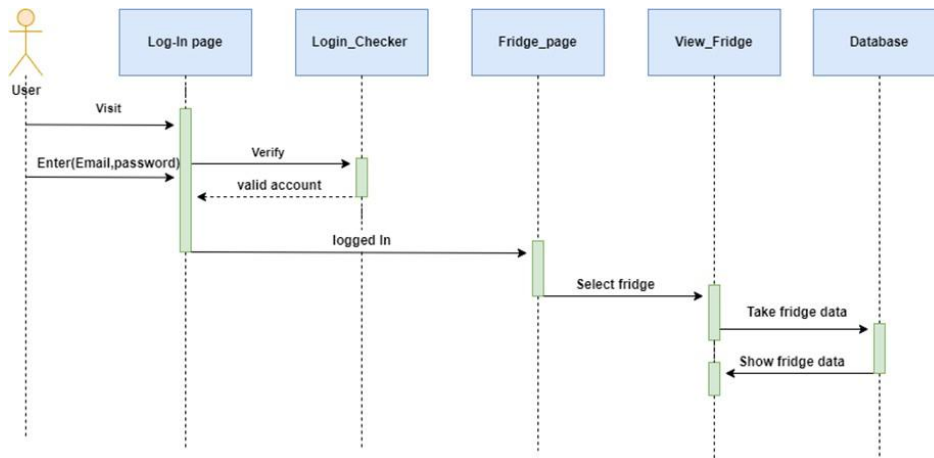 Log-In page
Login_Checker
Fridge_page
View_Fridge
Database
User
Visit
Enter(Email,password)
Verify
valid account
logged In
Select fridge
Take fridge data
Show fridge data